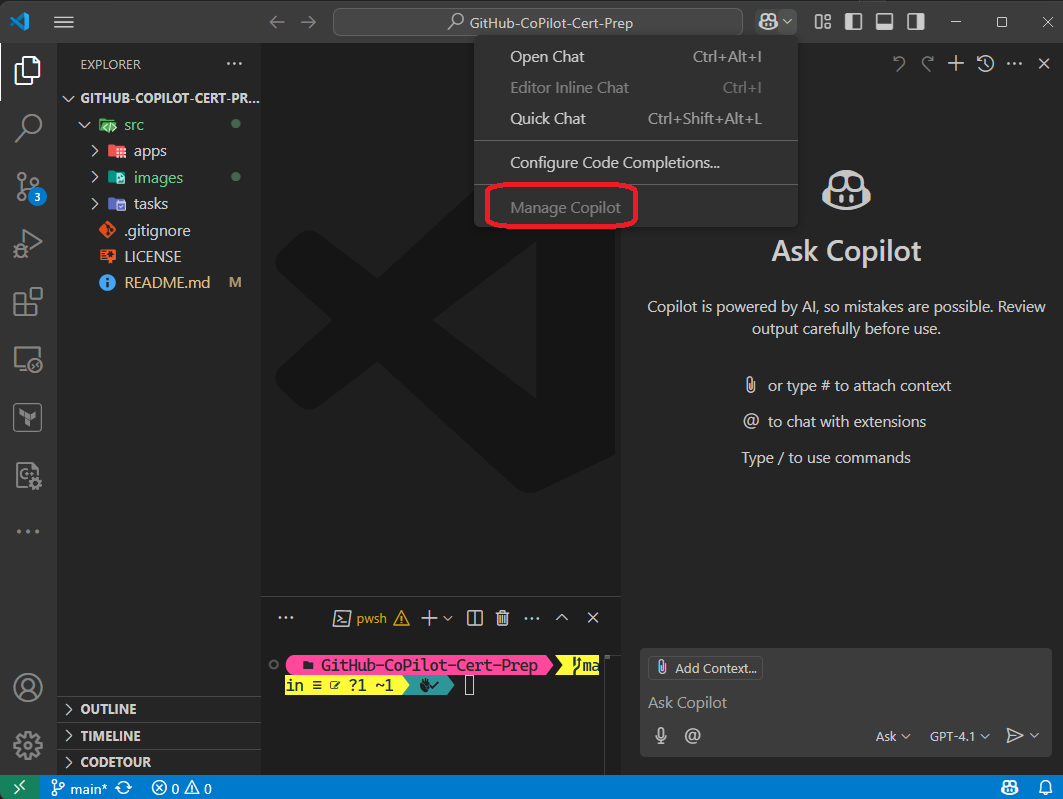 GitHub-CoPilot-Cert-Prep
EXPLORER
GITHUB-COPILOT-CERT-PR...
src
apps
images
tasks
.gitignore
LICENSE
README.md M
3
OUTLINE
TIMELINE
CODETOUR
Open Chat Ctrl+Alt+I
Editor Inline Chat Ctrl+I
Quick Chat Ctrl+Shift+Alt+L
Configure Code Completions...
Manage Copilot
pwsh
GitHub-CoPilot-Cert-Prep ma
in ≡ ?1 ~1
Ask Copilot
Copilot is powered by AI, so mistakes are possible. Review
output carefully before use.
or type # to attach context
@ to chat with extensions
Type / to use commands
Add Context...
Ask Copilot
@ Ask GPT-4.1
main* 0 0